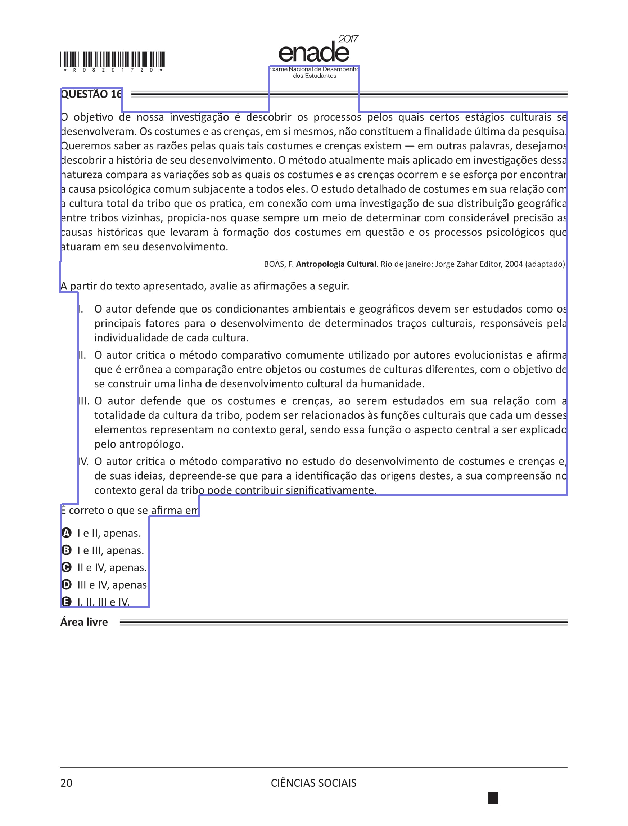 enade 2017
Exame Nacional de Desempenho
dos Estudantes
*R0820172D*
QUESTÃO 16
O objetivo de nossa investigação é descobrir os processos pelos quais certos estágios culturais se
desenvolveram. Os costumes e as crenças, em si mesmos, não constituem a finalidade última da pesquisa.
Queremos saber as razões pelas quais tais costumes e crenças existem — em outras palavras, desejamos
descobrir a história de seu desenvolvimento. O método atualmente mais aplicado em investigações dessa
natureza compara as variações sob as quais os costumes e as crenças ocorrem e se esforça por encontrar
a causa psicológica comum subjacente a todos eles. O estudo detalhado de costumes em sua relação com
a cultura total da tribo que os pratica, em conexão com uma investigação de sua distribuição geográfica
entre tribos vizinhas, propicia-nos quase sempre um meio de determinar com considerável precisão as
causas históricas que levaram à formação dos costumes em questão e os processos psicológicos que
atuaram em seu desenvolvimento.
BOAS, F. Antropologia Cultural. Rio de janeiro: Jorge Zahar Editor, 2004 (adaptado).
A partir do texto apresentado, avalie as afirmações a seguir.
I. O autor defende que os condicionantes ambientais e geográficos devem ser estudados como os
principais fatores para o desenvolvimento de determinados traços culturais, responsáveis pela
individualidade de cada cultura.
II. O autor critica o método comparativo comumente utilizado por autores evolucionistas e afirma
que é errônea a comparação entre objetos ou costumes de culturas diferentes, com o objetivo de
se construir uma linha de desenvolvimento cultural da humanidade.
III. O autor defende que os costumes e crenças, ao serem estudados em sua relação com a
totalidade da cultura da tribo, podem ser relacionados às funções culturais que cada um desses
elementos representam no contexto geral, sendo essa função o aspecto central a ser explicado
pelo antropólogo.
IV. O autor critica o método comparativo no estudo do desenvolvimento de costumes e crenças e,
de suas ideias, depreende-se que para a identificação das origens destes, a sua compreensão no
contexto geral da tribo pode contribuir significativamente.
É correto o que se afirma em
A I e II, apenas.
B I e III, apenas.
C II e IV, apenas.
D III e IV, apenas
E I, II, III e IV.
Área livre
20
CIÊNCIAS SOCIAIS